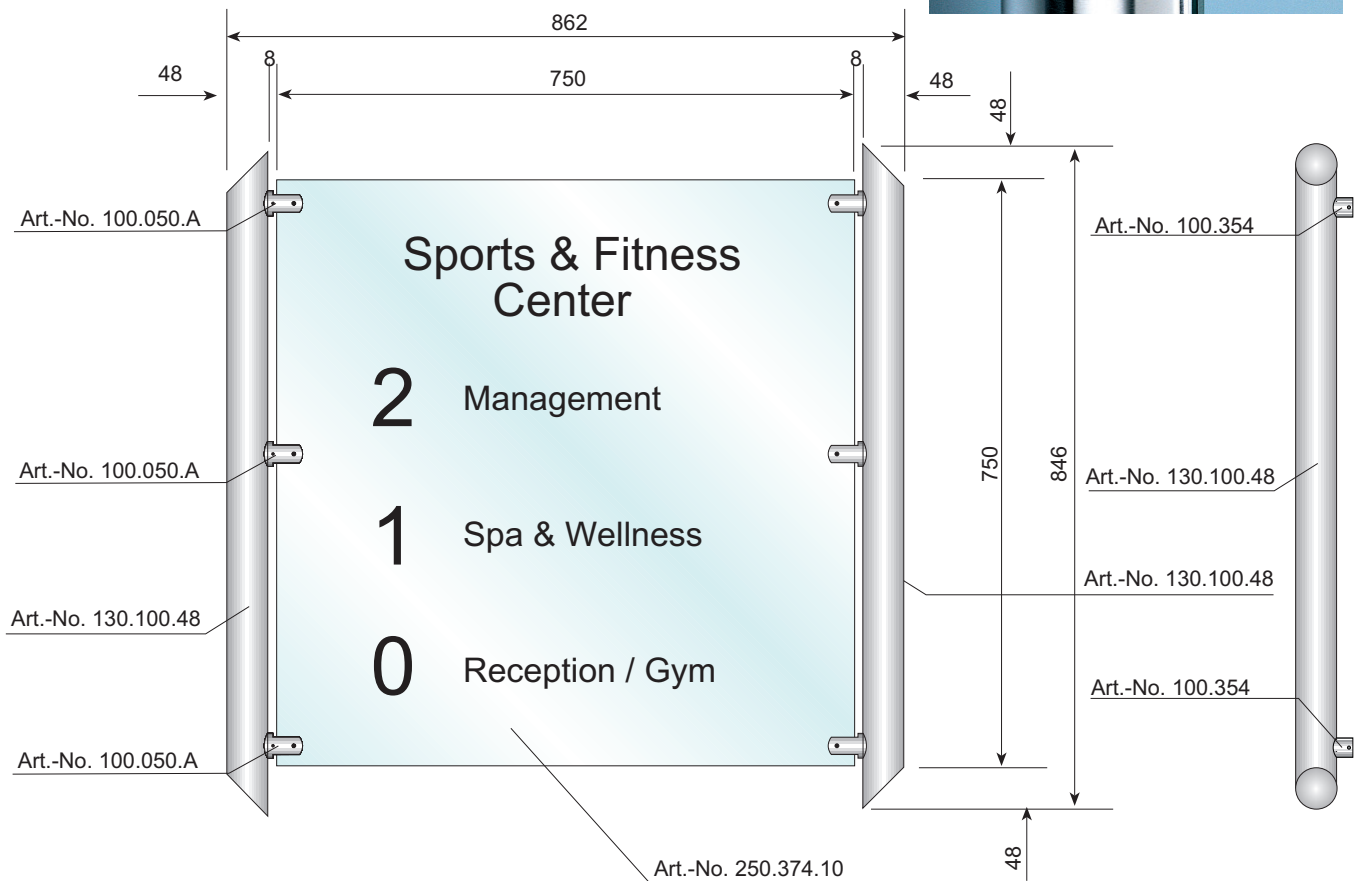 862
8
8
48
750
48
48
Art.-No. 100.050.A
Art.-No. 100.354
Sports & Fitness
Center
2 Management
Art.-No. 100.050.A
750
846
Art.-No. 130.100.48
1 Spa & Wellness
Art.-No. 130.100.48
Art.-No. 130.100.48
0 Reception / Gym
Art.-No. 100.354
Art.-No. 100.050.A
48
Art.-No. 250.374.10